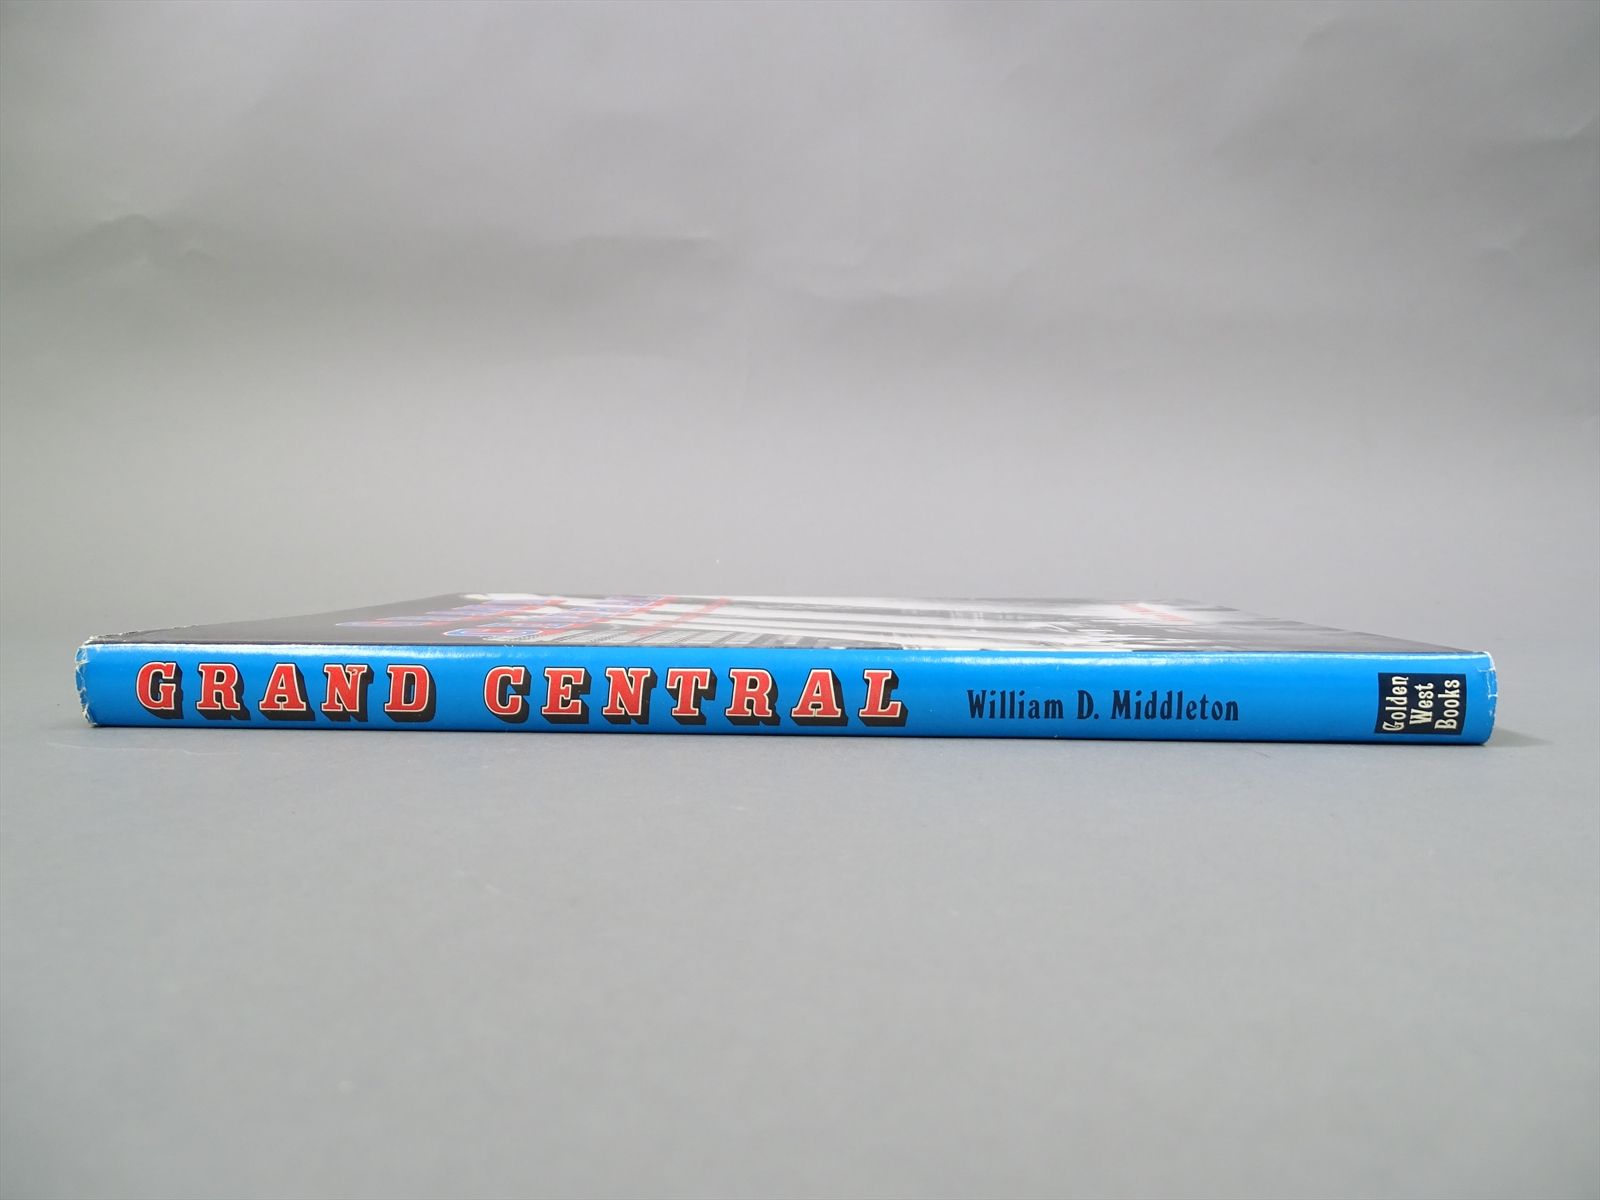 GRAND CENTRAL William D. Middleton
Golden
West
Books